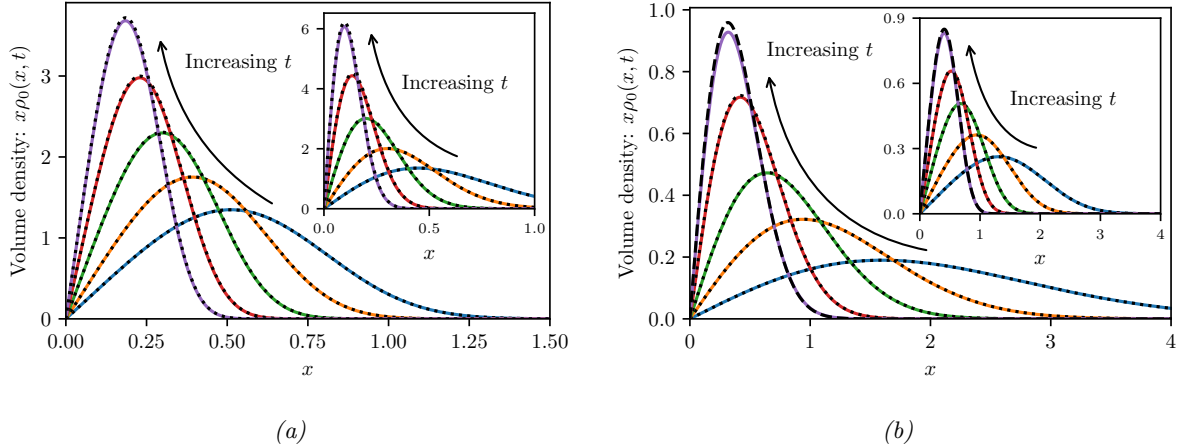 Volume density: xρ₀(x, t)
3
2
1
0
0.00 0.25 0.50 0.75 1.00 1.25 1.50
x
Increasing t
6
4
2
0
0.0 0.5 1.0
x
Increasing t
(a)
Volume density: xρ₀(x, t)
1.0
0.8
0.6
0.4
0.2
0.0
0 1 2 3 4
x
Increasing t
0.9
0.6
0.3
0.0
0 1 2 3 4
x
Increasing t
(b)